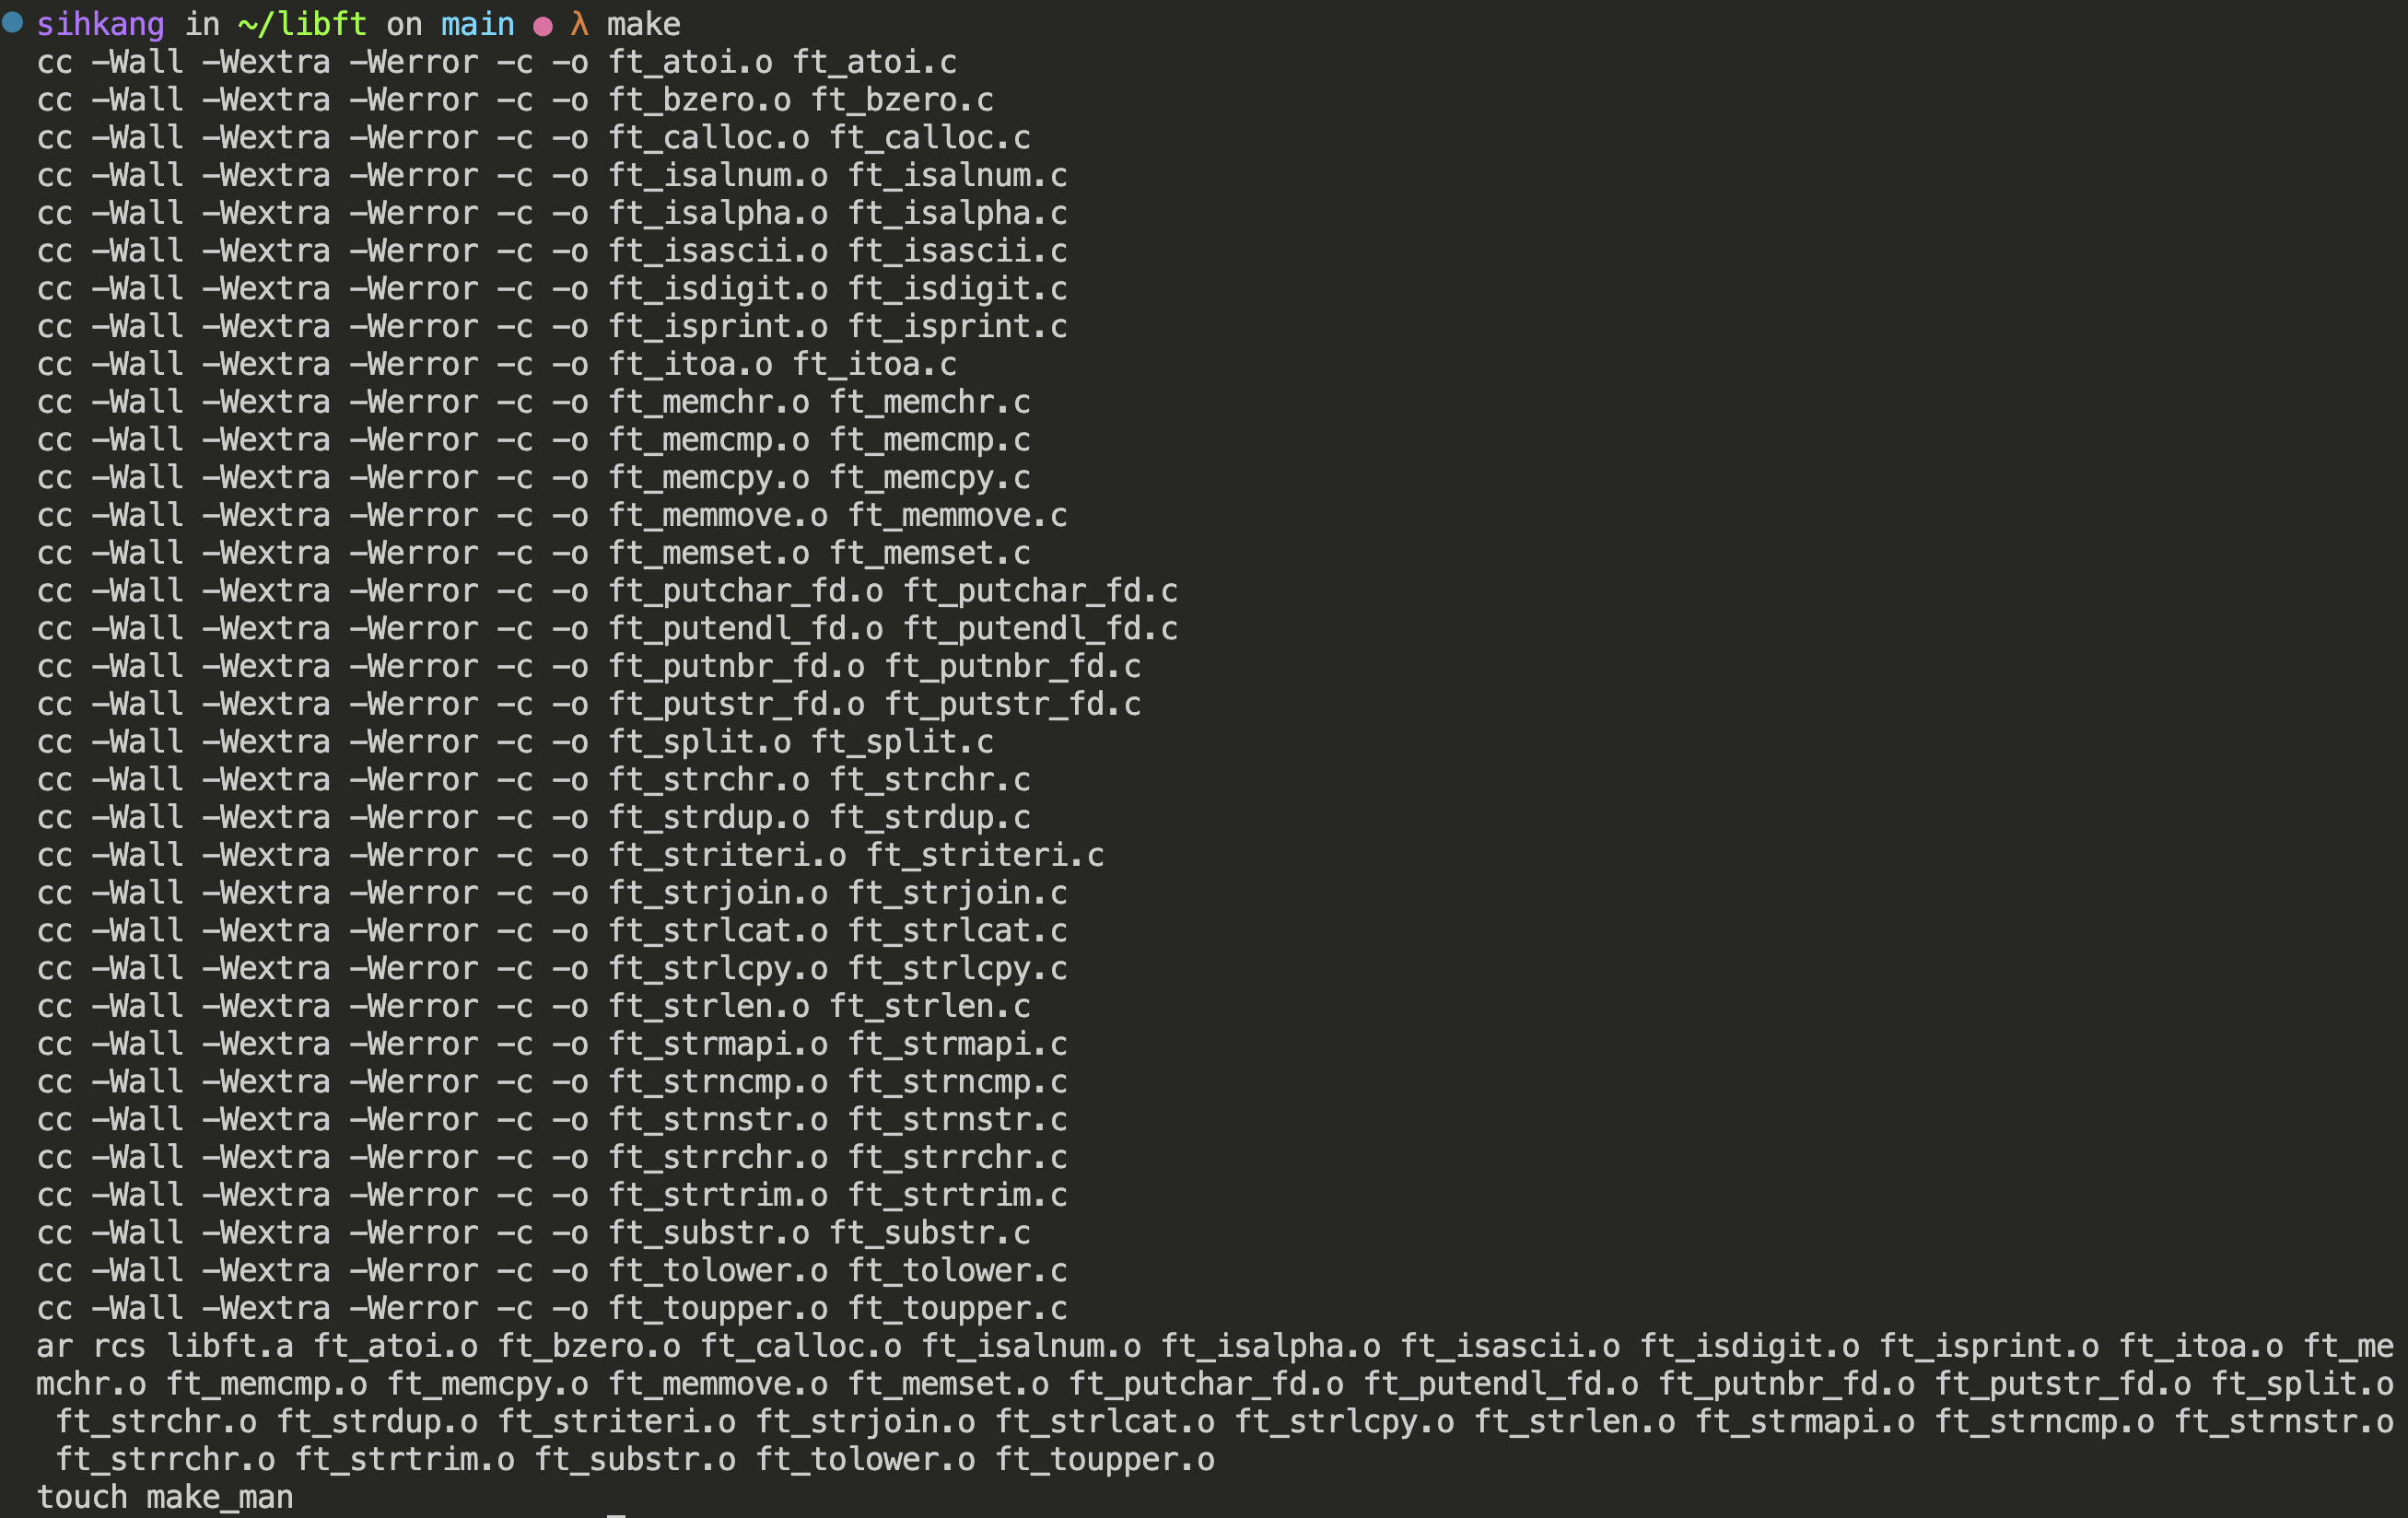 sihkang in ~/libft on main ● λ make
cc -Wall -Wextra -Werror -c -o ft_atoi.o ft_atoi.c
cc -Wall -Wextra -Werror -c -o ft_bzero.o ft_bzero.c
cc -Wall -Wextra -Werror -c -o ft_calloc.o ft_calloc.c
cc -Wall -Wextra -Werror -c -o ft_isalnum.o ft_isalnum.c
cc -Wall -Wextra -Werror -c -o ft_isalpha.o ft_isalpha.c
cc -Wall -Wextra -Werror -c -o ft_isascii.o ft_isascii.c
cc -Wall -Wextra -Werror -c -o ft_isdigit.o ft_isdigit.c
cc -Wall -Wextra -Werror -c -o ft_isprint.o ft_isprint.c
cc -Wall -Wextra -Werror -c -o ft_itoa.o ft_itoa.c
cc -Wall -Wextra -Werror -c -o ft_memchr.o ft_memchr.c
cc -Wall -Wextra -Werror -c -o ft_memcmp.o ft_memcmp.c
cc -Wall -Wextra -Werror -c -o ft_memcpy.o ft_memcpy.c
cc -Wall -Wextra -Werror -c -o ft_memmove.o ft_memmove.c
cc -Wall -Wextra -Werror -c -o ft_memset.o ft_memset.c
cc -Wall -Wextra -Werror -c -o ft_putchar_fd.o ft_putchar_fd.c
cc -Wall -Wextra -Werror -c -o ft_putendl_fd.o ft_putendl_fd.c
cc -Wall -Wextra -Werror -c -o ft_putnbr_fd.o ft_putnbr_fd.c
cc -Wall -Wextra -Werror -c -o ft_putstr_fd.o ft_putstr_fd.c
cc -Wall -Wextra -Werror -c -o ft_split.o ft_split.c
cc -Wall -Wextra -Werror -c -o ft_strchr.o ft_strchr.c
cc -Wall -Wextra -Werror -c -o ft_strdup.o ft_strdup.c
cc -Wall -Wextra -Werror -c -o ft_striteri.o ft_striteri.c
cc -Wall -Wextra -Werror -c -o ft_strjoin.o ft_strjoin.c
cc -Wall -Wextra -Werror -c -o ft_strlcat.o ft_strlcat.c
cc -Wall -Wextra -Werror -c -o ft_strlcpy.o ft_strlcpy.c
cc -Wall -Wextra -Werror -c -o ft_strlen.o ft_strlen.c
cc -Wall -Wextra -Werror -c -o ft_strmapi.o ft_strmapi.c
cc -Wall -Wextra -Werror -c -o ft_strncmp.o ft_strncmp.c
cc -Wall -Wextra -Werror -c -o ft_strnstr.o ft_strnstr.c
cc -Wall -Wextra -Werror -c -o ft_strrchr.o ft_strrchr.c
cc -Wall -Wextra -Werror -c -o ft_strtrim.o ft_strtrim.c
cc -Wall -Wextra -Werror -c -o ft_substr.o ft_substr.c
cc -Wall -Wextra -Werror -c -o ft_tolower.o ft_tolower.c
cc -Wall -Wextra -Werror -c -o ft_toupper.o ft_toupper.c
ar rcs libft.a ft_atoi.o ft_bzero.o ft_calloc.o ft_isalnum.o ft_isalpha.o ft_isascii.o ft_isdigit.o ft_isprint.o ft_itoa.o ft_me
mchr.o ft_memcmp.o ft_memcpy.o ft_memmove.o ft_memset.o ft_putchar_fd.o ft_putendl_fd.o ft_putnbr_fd.o ft_putstr_fd.o ft_split.o
ft_strchr.o ft_strdup.o ft_striteri.o ft_strjoin.o ft_strlcat.o ft_strlcpy.o ft_strlen.o ft_strmapi.o ft_strncmp.o ft_strnstr.o
ft_strrchr.o ft_strtrim.o ft_substr.o ft_tolower.o ft_toupper.o
touch make_man